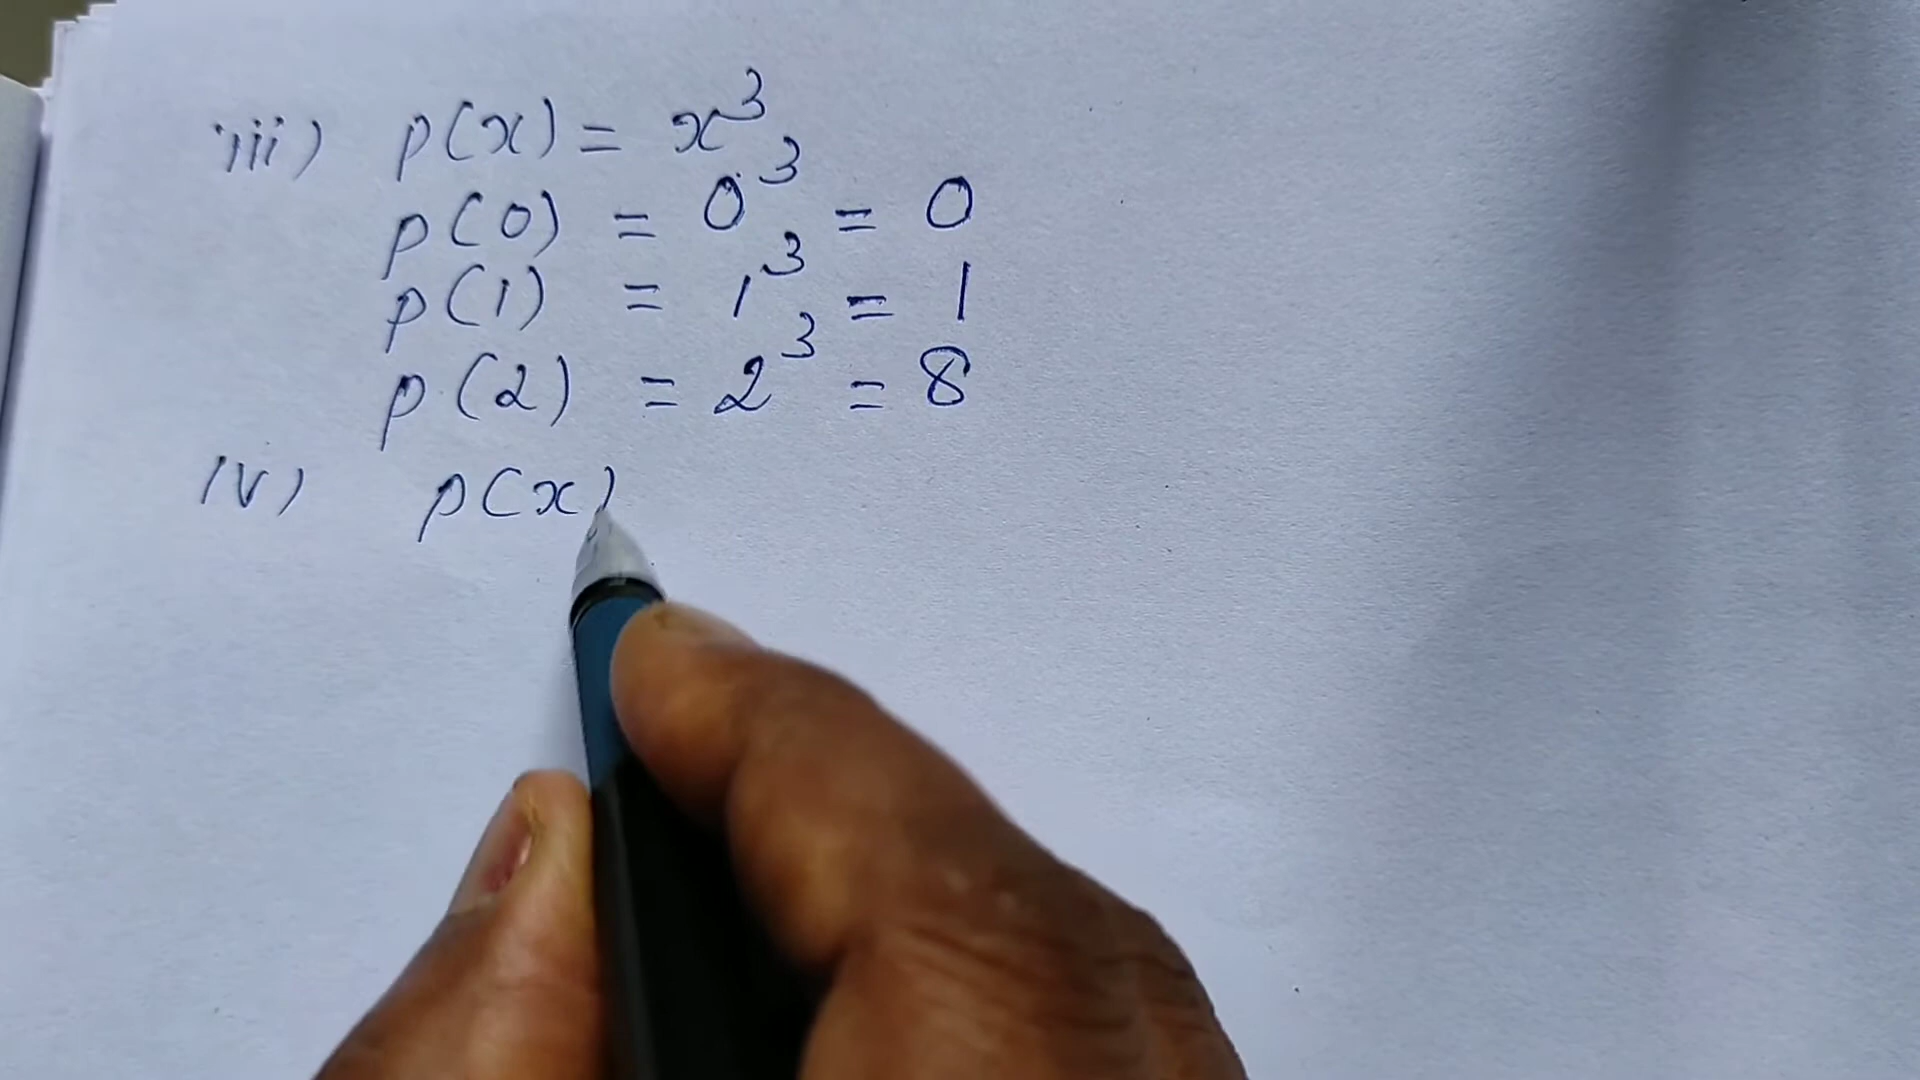 iii) p(x) = x³
p(0) = 0³ = 0
p(1) = 1³ = 1
p(2) = 2³ = 8
iv) p(x)